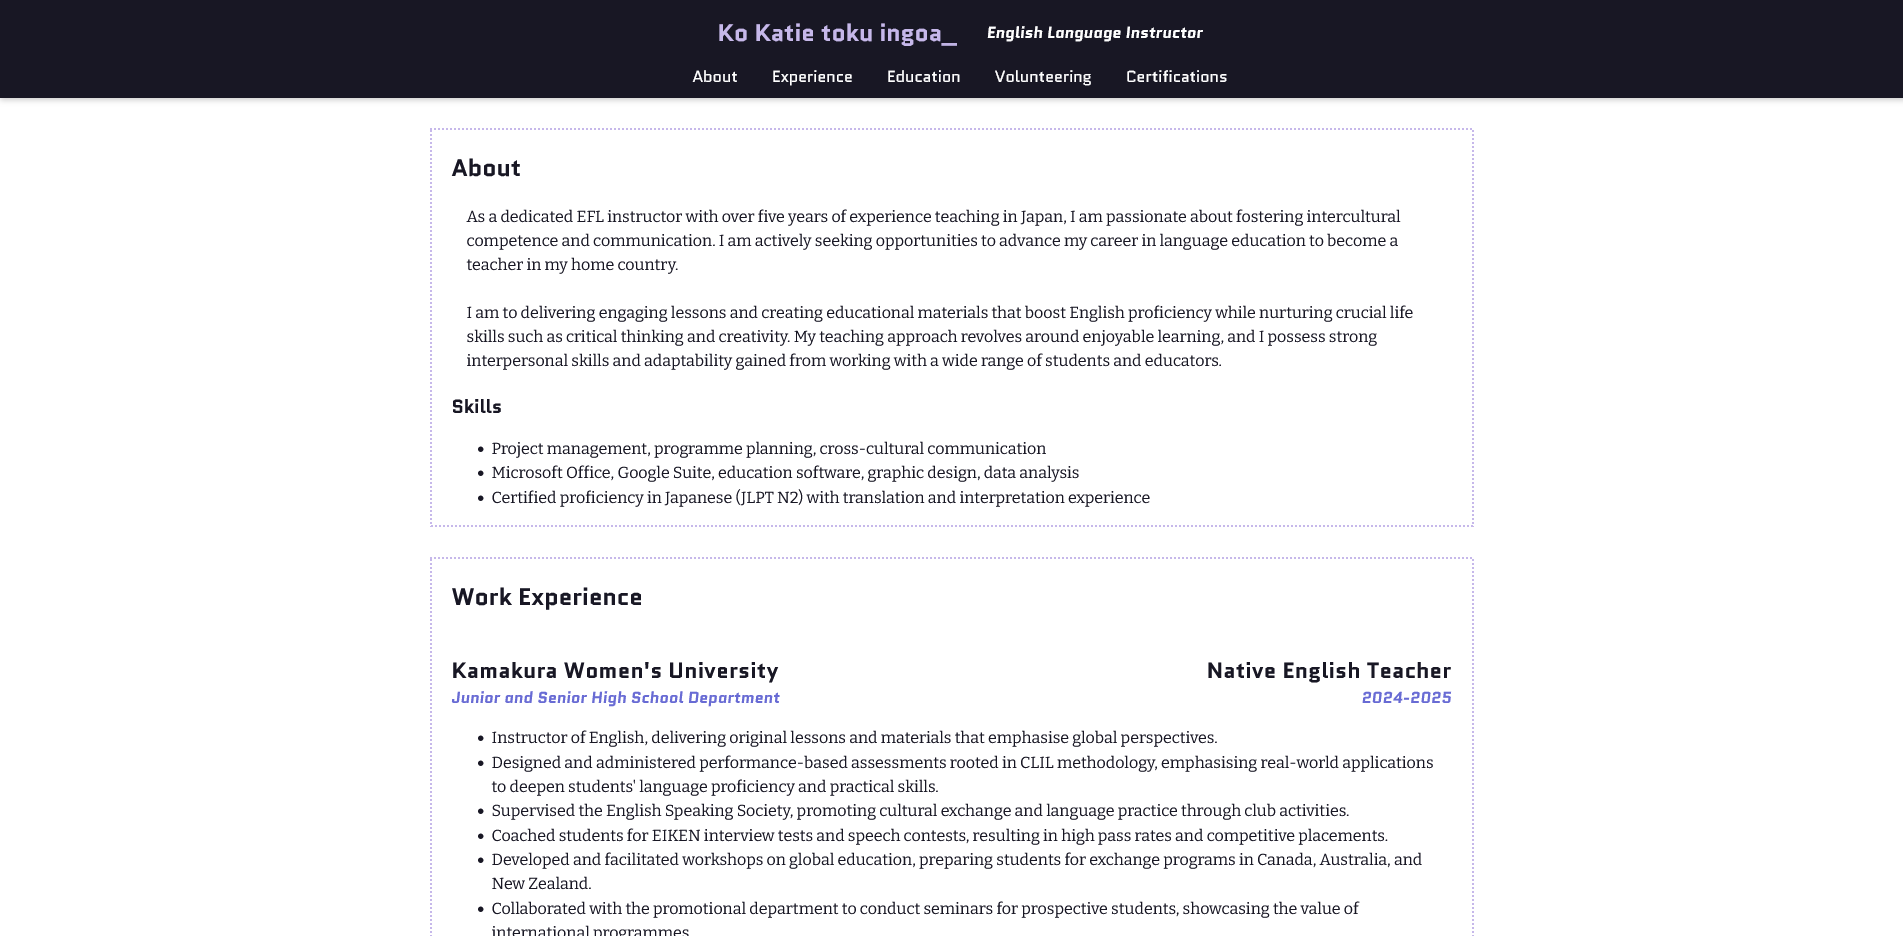 Ko Katie toku ingoa_ English Language Instructor
About Experience Education Volunteering Certifications
About
As a dedicated EFL instructor with over five years of experience teaching in Japan, I am passionate about fostering intercultural
competence and communication. I am actively seeking opportunities to advance my career in language education to become a
teacher in my home country.
I am to delivering engaging lessons and creating educational materials that boost English proficiency while nurturing crucial life
skills such as critical thinking and creativity. My teaching approach revolves around enjoyable learning, and I possess strong
interpersonal skills and adaptability gained from working with a wide range of students and educators.
Skills
• Project management, programme planning, cross-cultural communication
• Microsoft Office, Google Suite, education software, graphic design, data analysis
• Certified proficiency in Japanese (JLPT N2) with translation and interpretation experience
Work Experience
Kamakura Women's University Native English Teacher
Junior and Senior High School Department 2024-2025
• Instructor of English, delivering original lessons and materials that emphasise global perspectives.
• Designed and administered performance-based assessments rooted in CLIL methodology, emphasising real-world applications
to deepen students' language proficiency and practical skills.
• Supervised the English Speaking Society, promoting cultural exchange and language practice through club activities.
• Coached students for EIKEN interview tests and speech contests, resulting in high pass rates and competitive placements.
• Developed and facilitated workshops on global education, preparing students for exchange programs in Canada, Australia, and
New Zealand.
• Collaborated with the promotional department to conduct seminars for prospective students, showcasing the value of
international programmes.